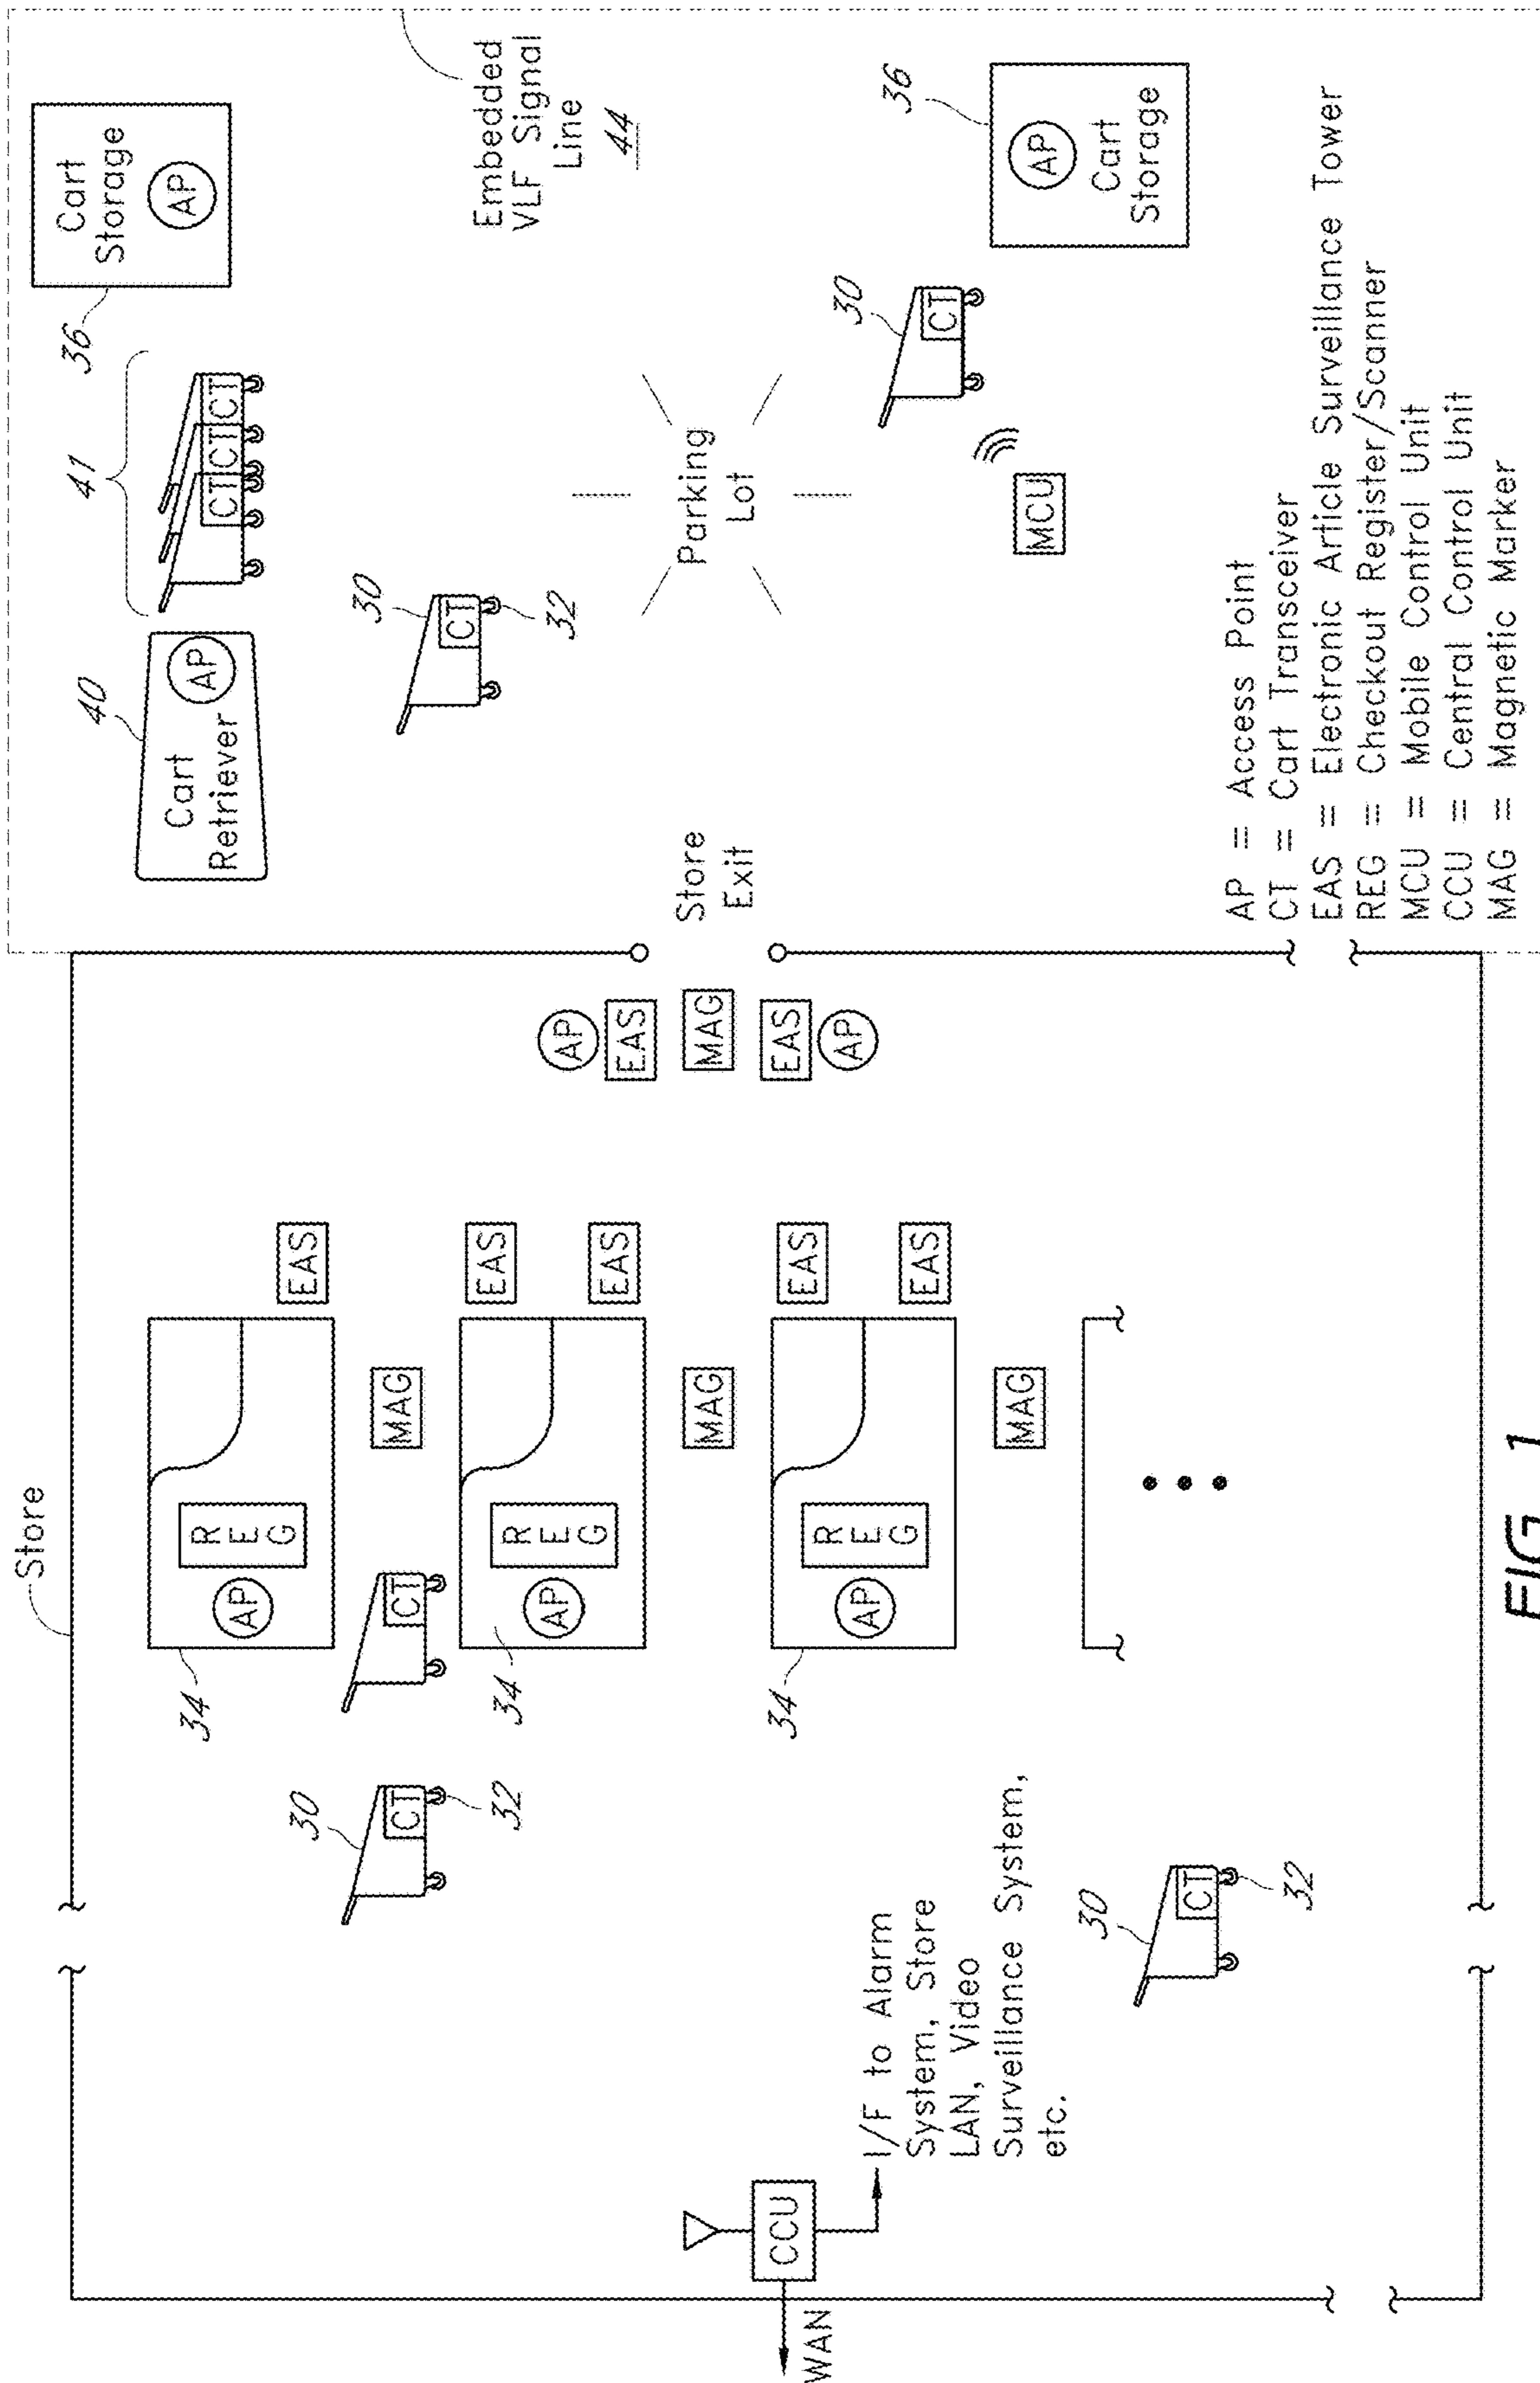 Store
34
REG
AP
EAS
MAG
CT
30
CT
32
34
REG
AP
EAS
EAS
MAG
34
REG
AP
EAS
EAS
MAG
30
CT
32
WAN
CCU
I/F to Alarm
System, Store
LAN, Video
Surveillance System,
etc.
AP
EAS
MAG
EAS
AP
Store
Exit
40
Cart
Retriever
AP
41
CT
CT
CT
36
Cart
Storage
AP
30
CT
32
Embedded
VLF Signal
Line
44
Parking
Lot
MCU
30
CT
36
AP
Cart
Storage
AP = Access Point
CT = Cart Transceiver
EAS = Electronic Article Surveillance Tower
REG = Checkout Register/Scanner
MCU = Mobile Control Unit
CCU = Central Control Unit
MAG = Magnetic Marker
FIG. 1